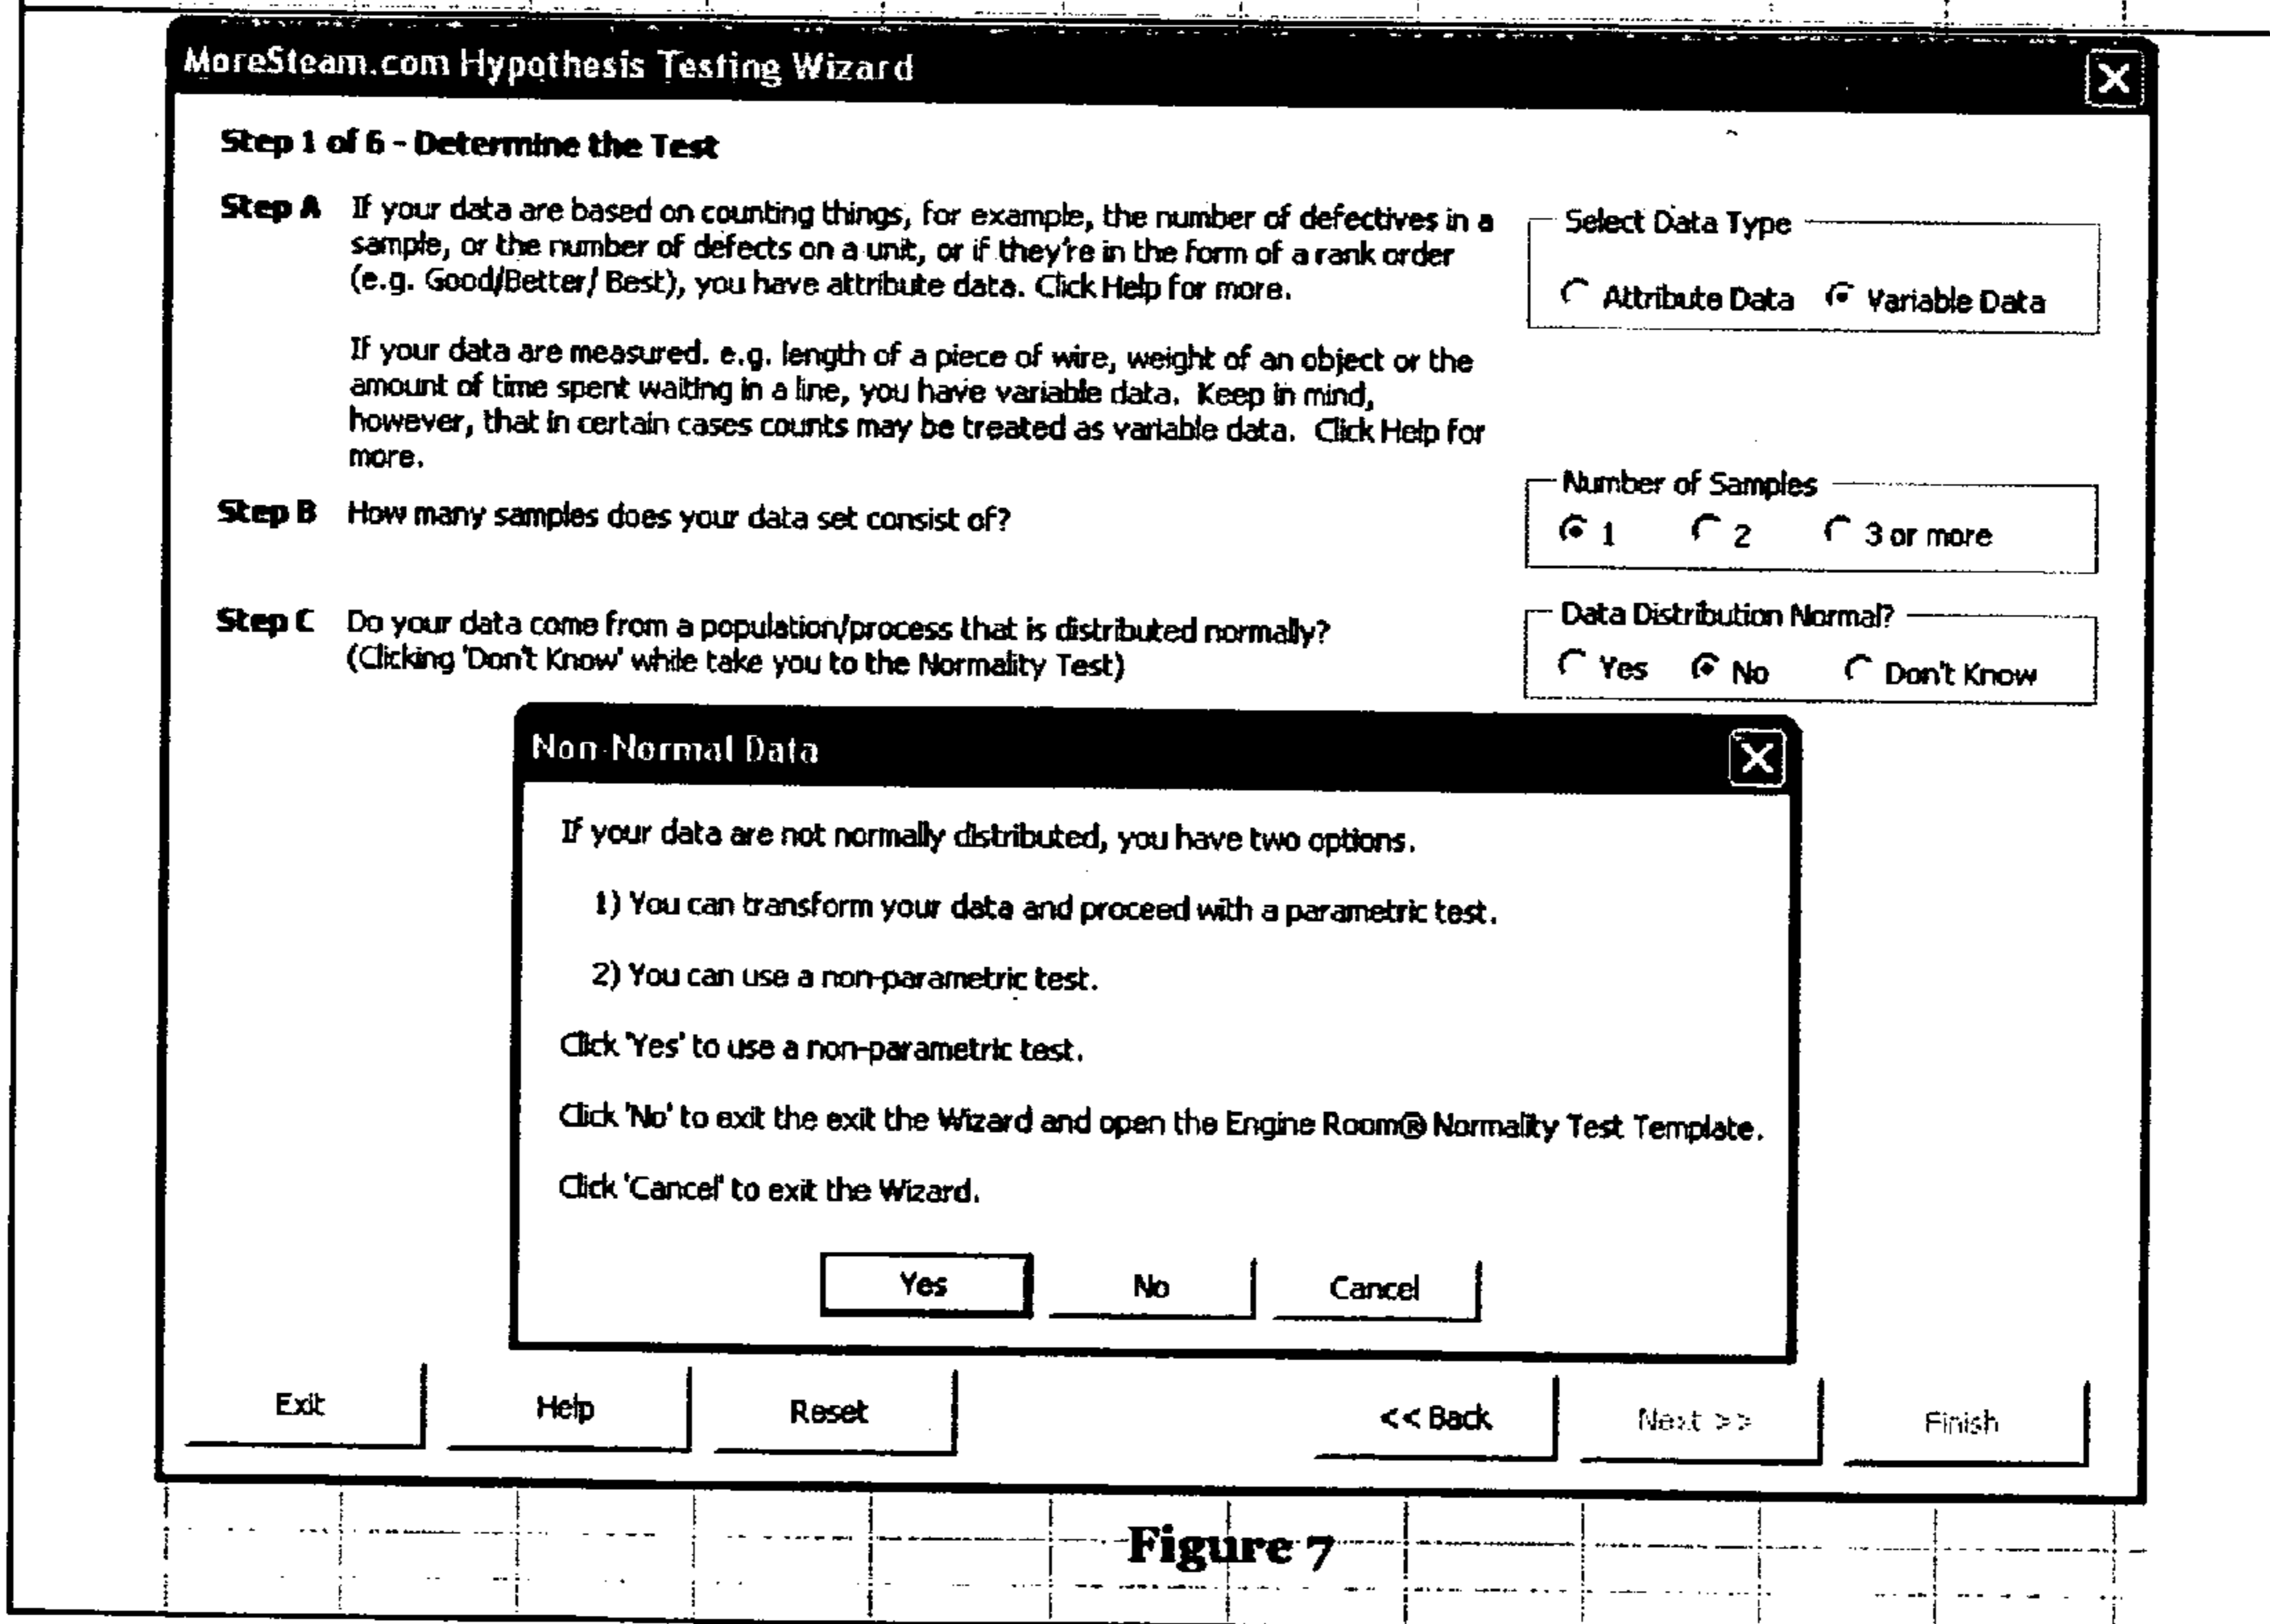 MoreSteam.com Hypothesis Testing Wizard
Step 1 of 6 - Determine the Test
Step A If your data are based on counting things, for example, the number of defectives in a
sample, or the number of defects on a unit, or if they're in the form of a rank order
(e.g. Good/Better/ Best), you have attribute data. Click Help for more.
Select Data Type
Attribute Data Variable Data
If your data are measured. e.g. length of a piece of wire, weight of an object or the
amount of time spent waiting in a line, you have variable data. Keep in mind,
however, that in certain cases counts may be treated as variable data. Click Help for
more.
Step B How many samples does your data set consist of?
Number of Samples
1 2 3 or more
Step C Do your data come from a population/process that is distributed normally?
(Clicking 'Don't Know' while take you to the Normality Test)
Data Distribution Normal?
Yes No Don't Know
Non-Normal Data
If your data are not normally distributed, you have two options.
1) You can transform your data and proceed with a parametric test.
2) You can use a non-parametric test.
Click 'Yes' to use a non-parametric test.
Click 'No' to exit the exit the Wizard and open the Engine Room® Normality Test Template.
Click 'Cancel' to exit the Wizard.
Yes No Cancel
Exit Help Reset << Back Next >> Finish
Figure 7